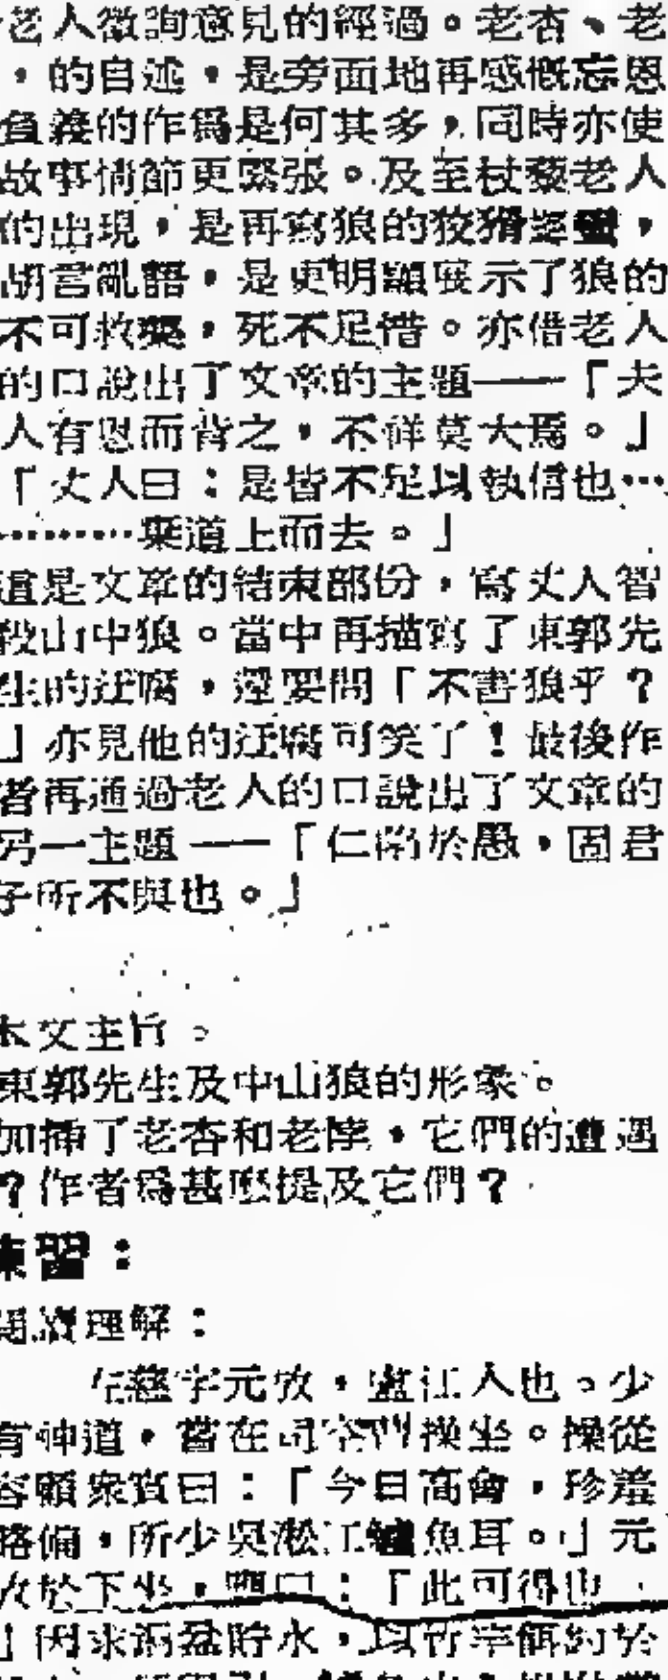 老人徵詢意見的經過。老杏、老
，的自述，是旁面地再感慨忘恩
負義的作爲是何其多，同時亦使
故事情節更緊張。及至杖藜老人
的出現，是再寫狼的狡猾
胡言亂語，是更明顯展示了狼的
不可救藥，死不足惜。亦借老人
的口說出了文章的主題——「夫
人有恩而背之，不祥莫大焉。」
「丈人曰：是皆不足以執信也…
………棄道上而去。」
這是文章的結束部份，寫丈人智
殺山中狼。當中再描寫了東郭先
生的迂腐，還要問「不害狼乎？
」亦見他的迂腐可笑了！最後作
者再通過老人的口說出了文章的
另一主題——「仁陷於愚，固君
子所不與也。」
本文主旨。
東郭先生及中山狼的形象。
加插了老杏和老牸，它們的遭遇
？作者爲甚麼提及它們？
練習：
閱讀理解：
左慈字元放，廬江人也。少
有神道，嘗在司空曹操坐。操從
容顧衆賓曰：「今日高會，珍羞
略備，所少吳淞江鱸魚耳。」元
放於下坐，應曰：「此可得也。
」因求銅盆貯水，以竹竿餌釣於